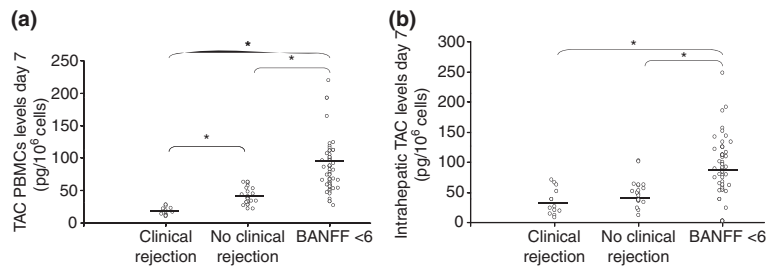 (a)
*
TAC PBMCs levels day 7
(pg/10⁶ cells)
250
200
150
100
50
0
*
*
Clinical
rejection
No clinical
rejection
BANFF <6
(b)
*
Intrahepatic TAC levels day 7
(pg/10⁶ cells)
300
250
200
150
100
50
0
*
Clinical
rejection
No clinical
rejection
BANFF <6